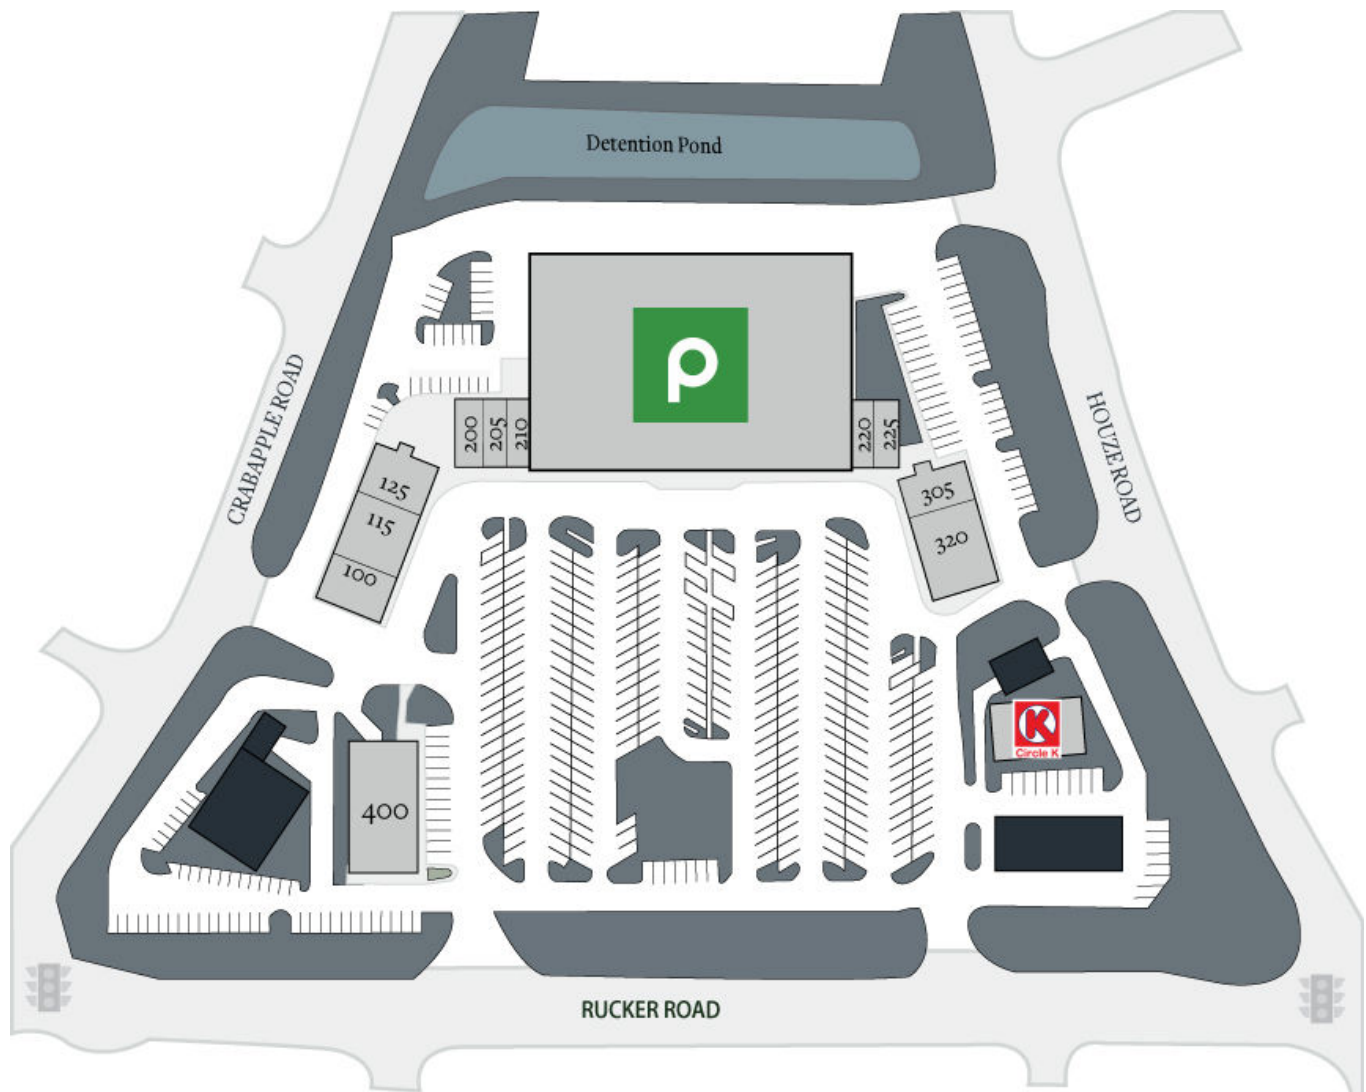 Detention Pond
CRABAPPLE ROAD
HOUZE ROAD
200
205
210
220
225
125
115
100
305
320
K
Circle K
400
RUCKER ROAD